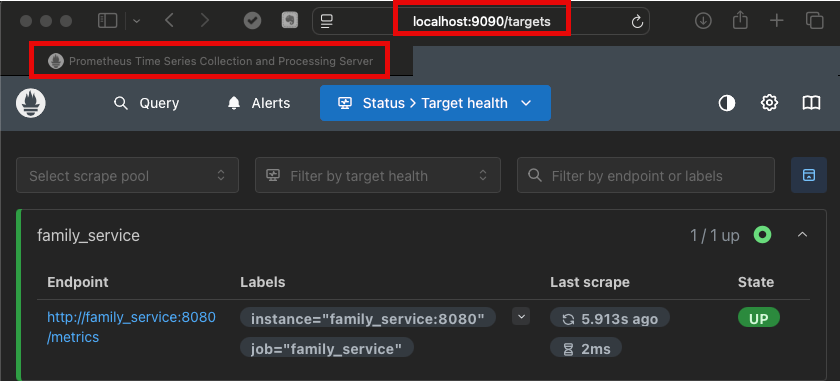 localhost:9090/targets
Prometheus Time Series Collection and Processing Server
Query Alerts Status > Target health
Select scrape pool Filter by target health Filter by endpoint or labels
family_service 1 / 1 up
Endpoint Labels Last scrape State
http://family_service:8080 instance="family_service:8080" 5.913s ago UP
/metrics job="family_service" 2ms